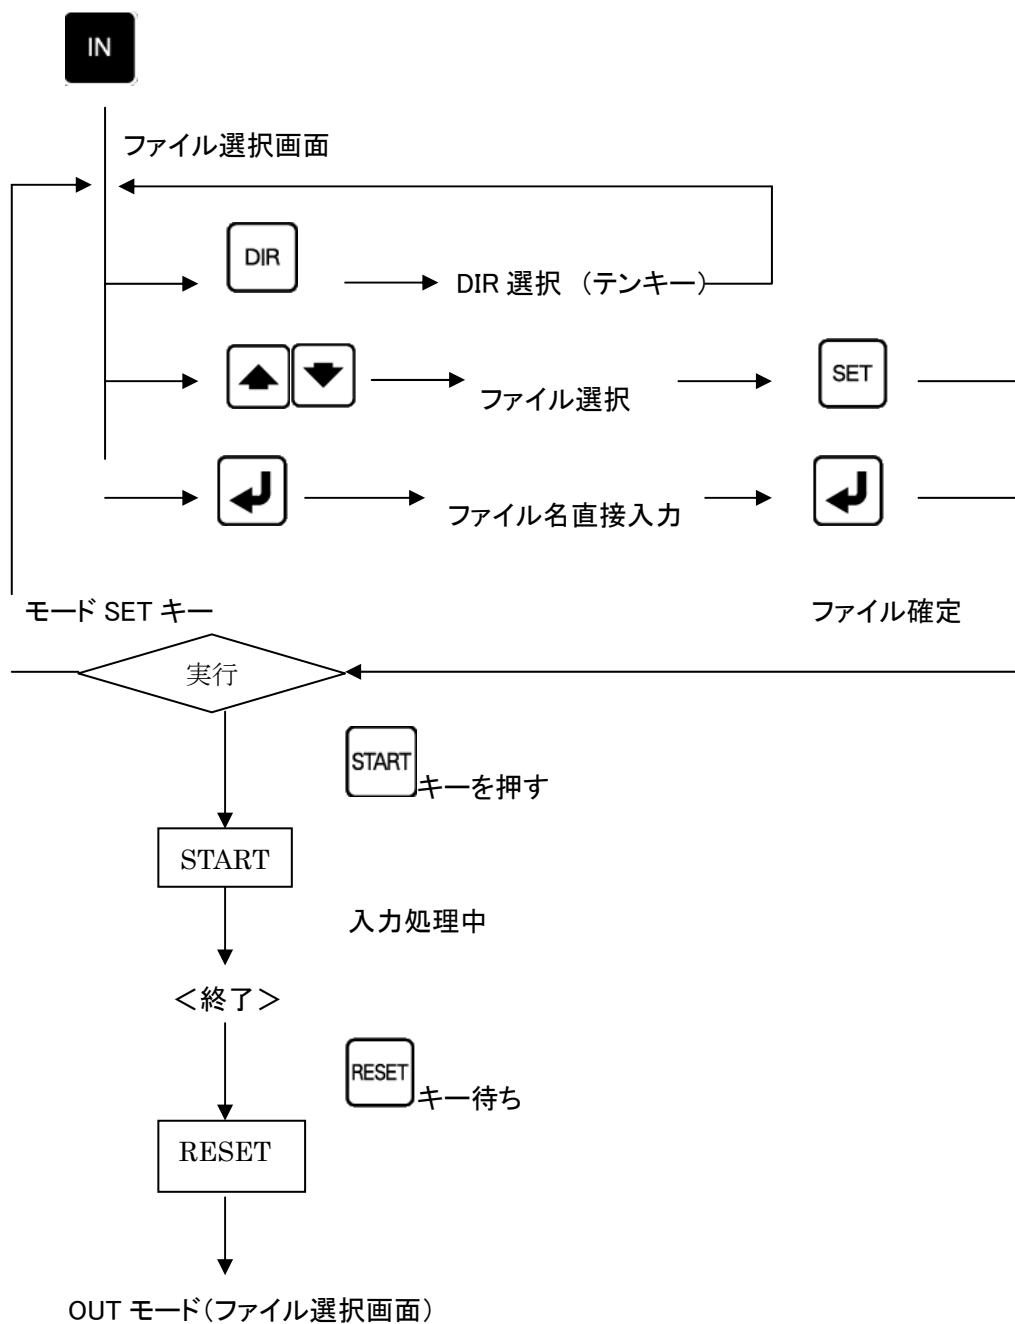 IN
ファイル選択画面
DIR
DIR 選択 （テンキー）
ファイル選択
SET
ファイル名直接入力
モード SET キー
ファイル確定
実行
START
キーを押す
START
入力処理中
＜終了＞
RESET
キー待ち
RESET
OUT モード（ファイル選択画面）